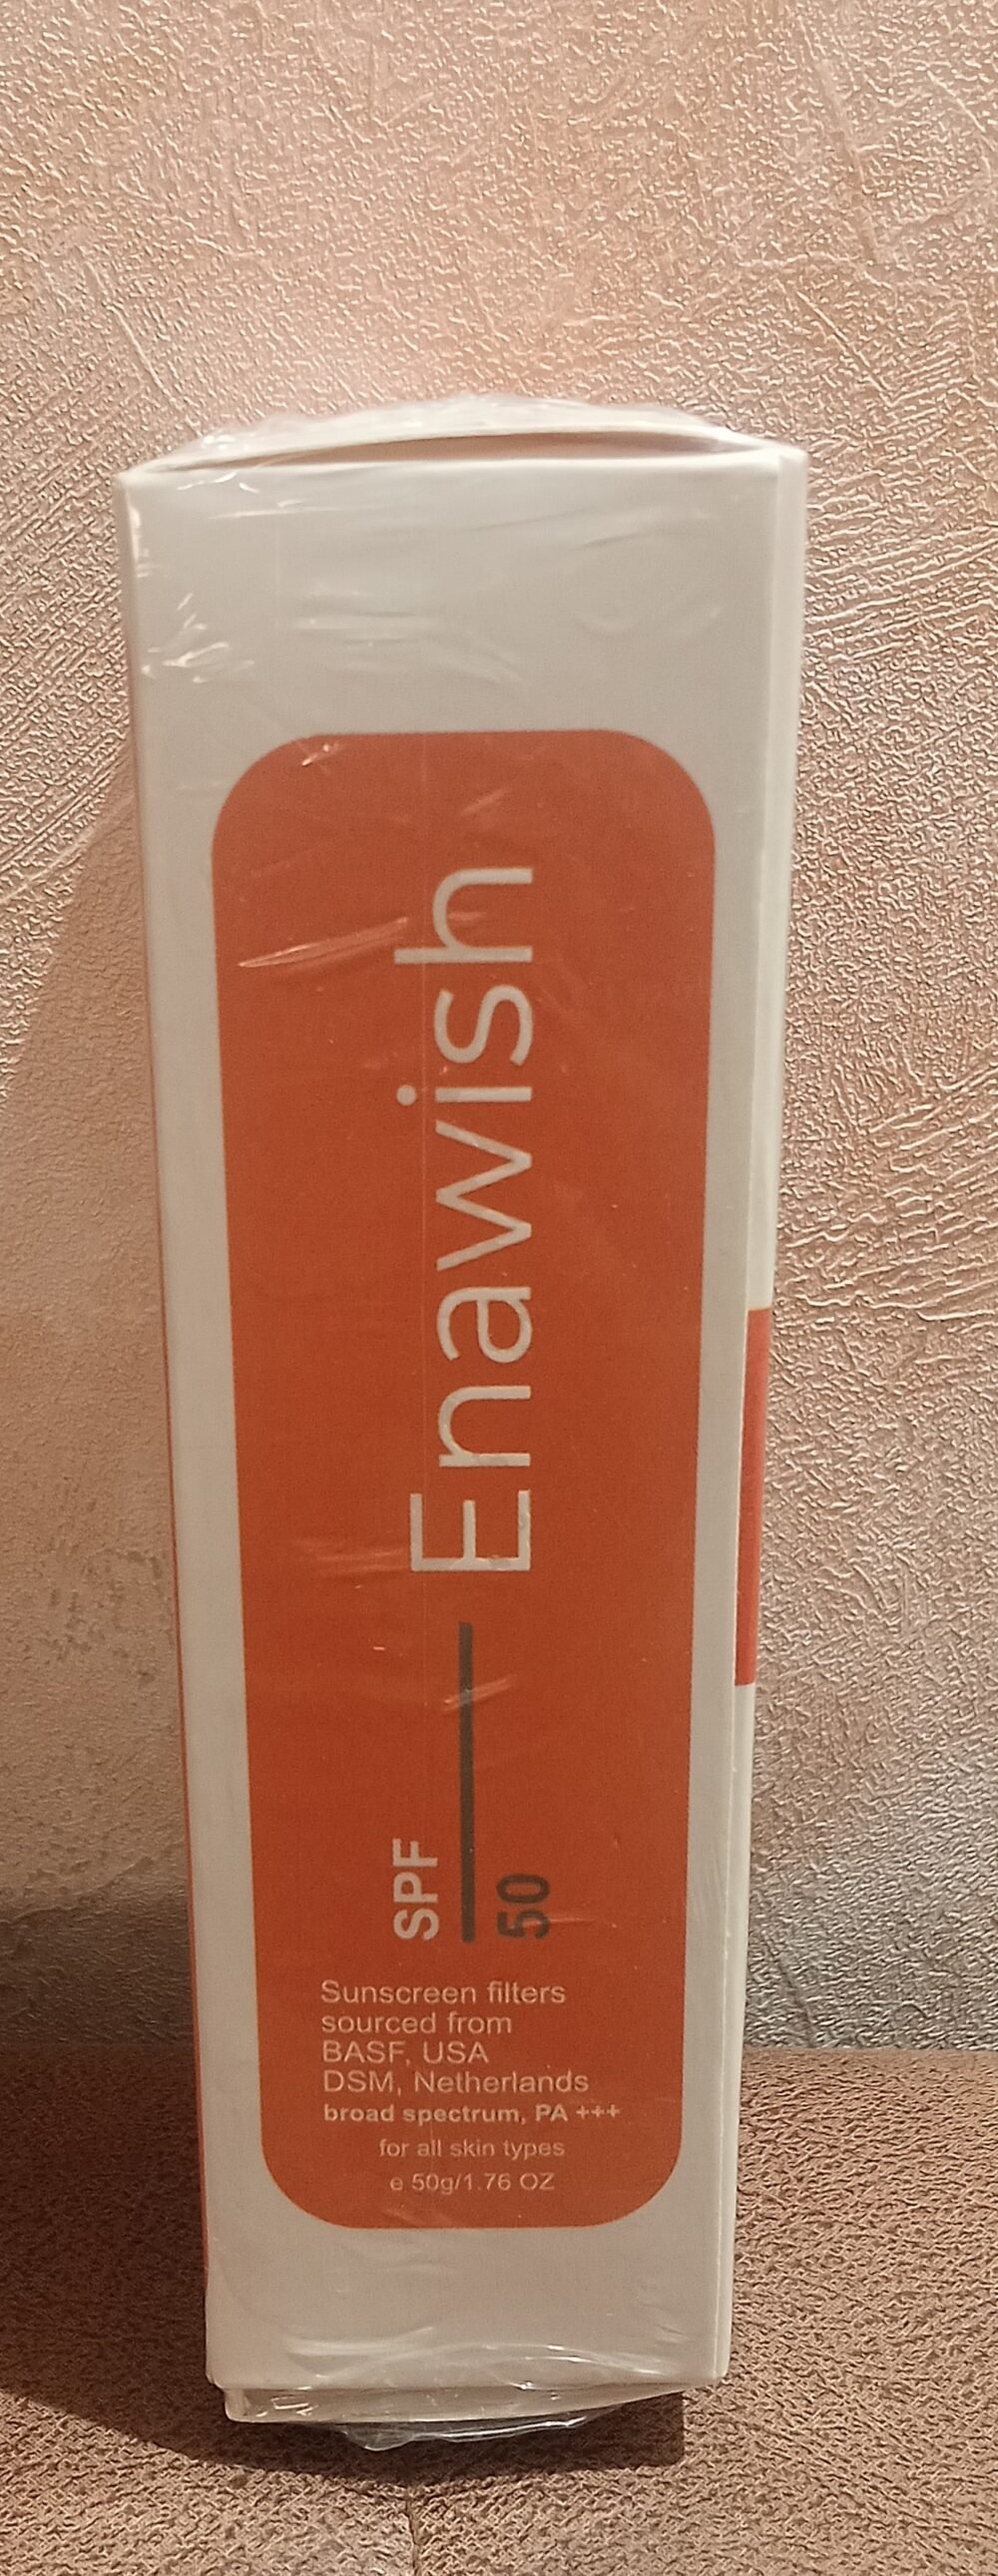 Enawish
SPF
50
Sunscreen filters
sourced from
BASF, USA
DSM, Netherlands
broad spectrum, PA +++
for all skin types
e 50g/1.76 OZ